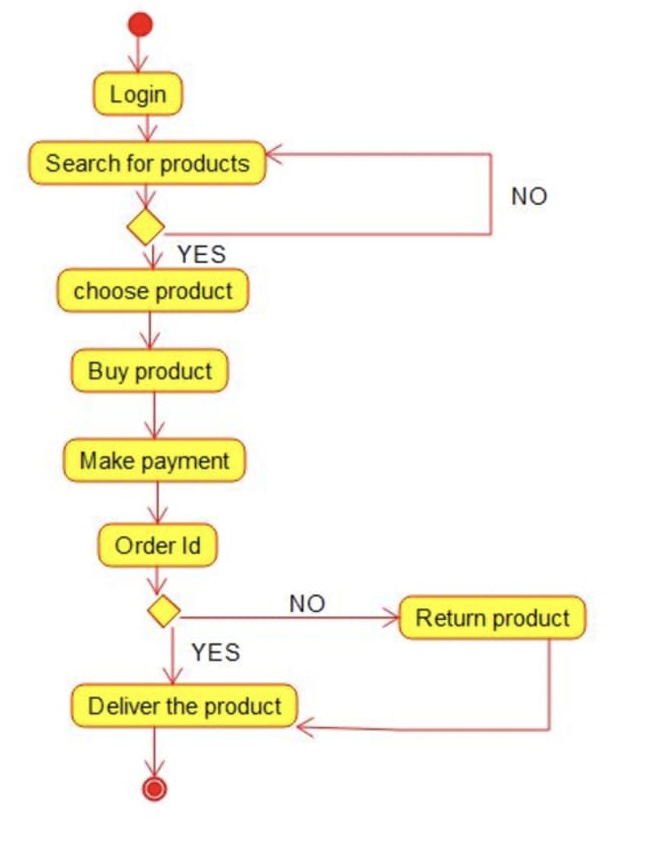 Login
Search for products
NO
YES
choose product
Buy product
Make payment
Order Id
NO
Return product
YES
Deliver the product